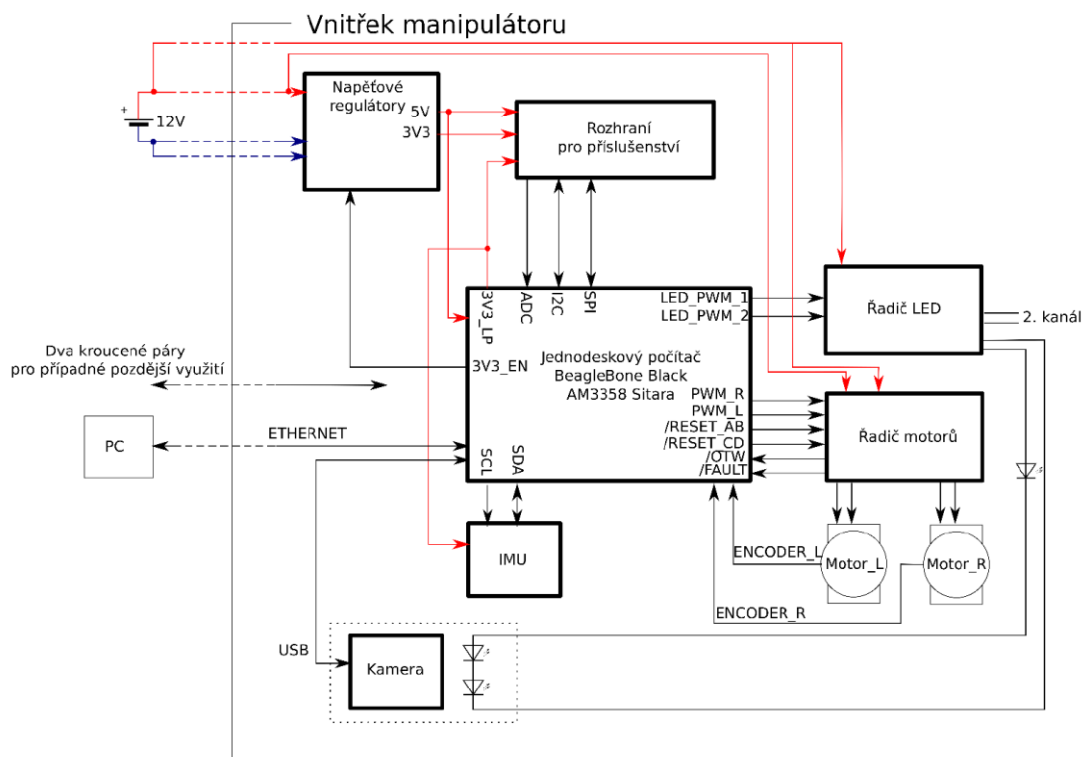 Vnitřek manipulátoru
Napěťové
regulátory
+
12V
5V
3V3
Rozhraní
pro příslušenství
3V3_LP
ADC
I2C
SPI
LED_PWM_1
LED_PWM_2
Řadič LED
2. kanál
Dva kroucené páry
pro případné pozdější využití
3V3_EN
Jednodeskový počítač
BeagleBone Black
AM3358 Sitara
PWM_R
PWM_L
/RESET_AB
/RESET_CD
/OTW
/FAULT
Řadič motorů
PC
ETHERNET
SCL
SDA
IMU
ENCODER_L
Motor_L
Motor_R
ENCODER_R
USB
Kamera